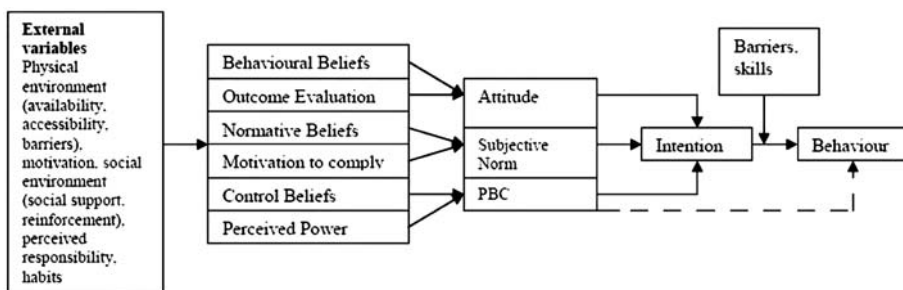 External
variables
Physical
environment
(availability,
accessibility,
barriers),
motivation, social
environment
(social support,
reinforcement),
perceived
responsibility,
habits
Behavioural Beliefs
Outcome Evaluation
Normative Beliefs
Motivation to comply
Control Beliefs
Perceived Power
Attitude
Subjective
Norm
PBC
Intention
Barriers,
skills
Behaviour